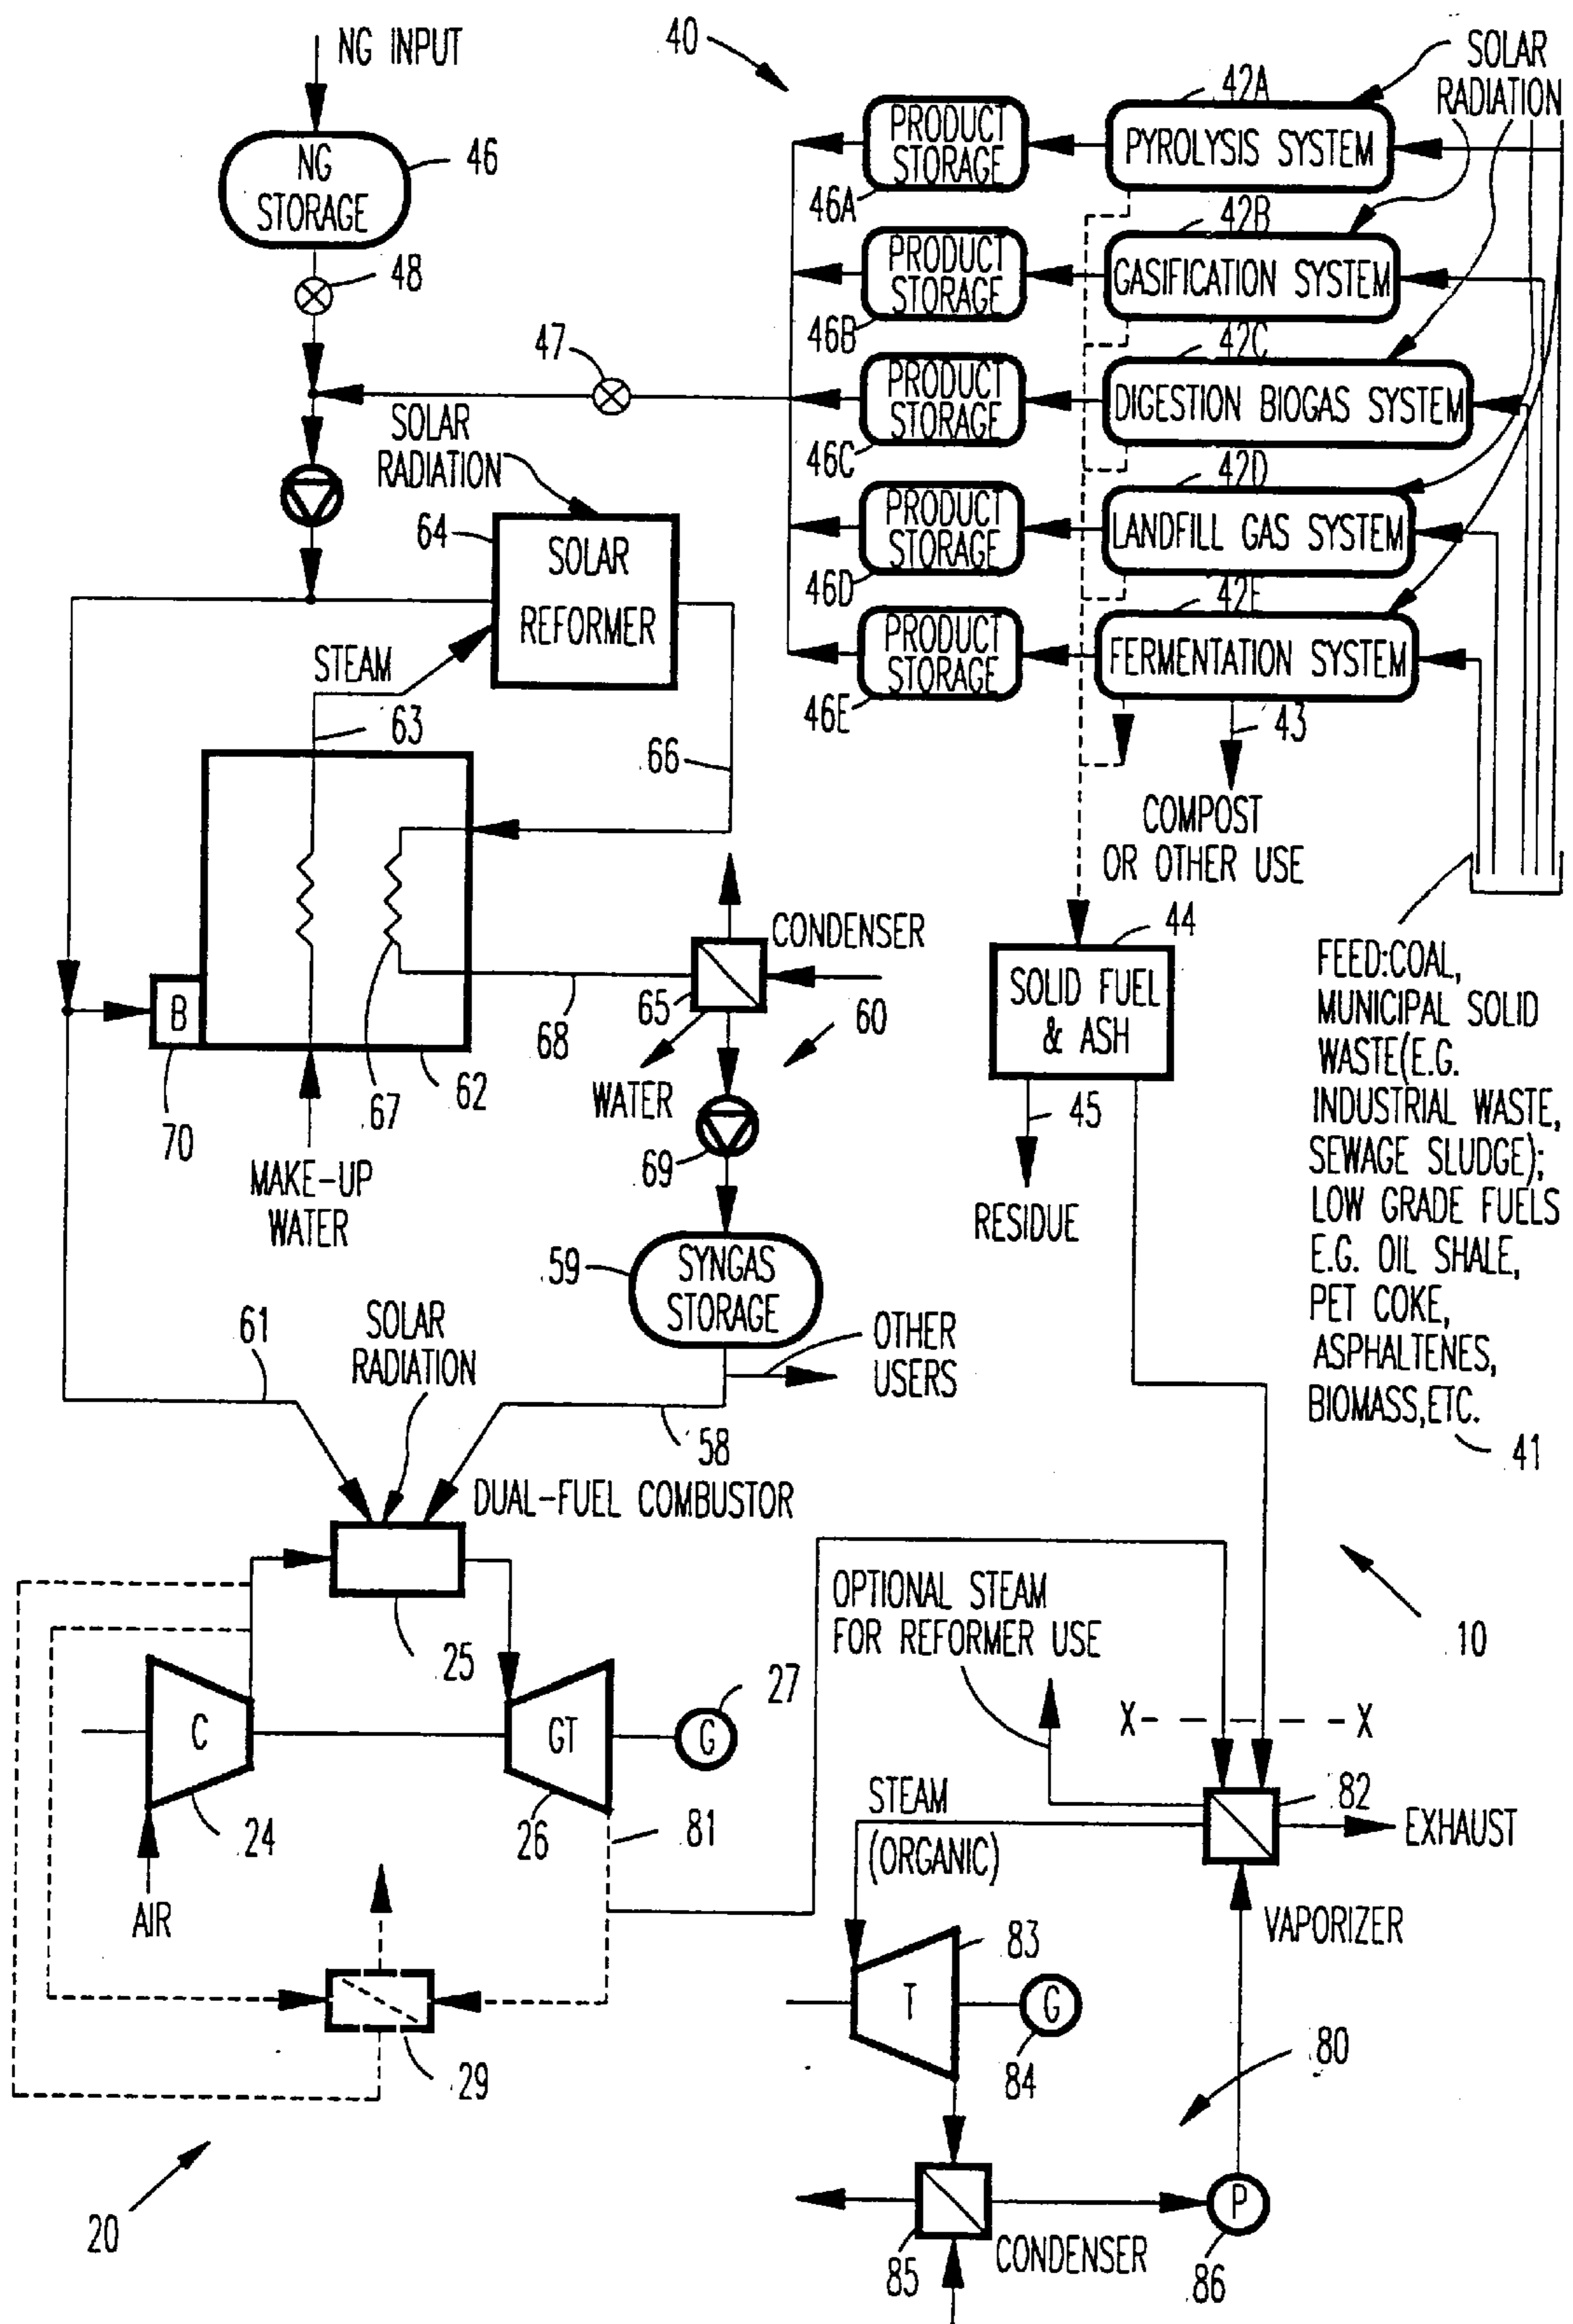 NG INPUT
40
SOLAR
RADIATION
NG
STORAGE
46
48
PRODUCT
STORAGE
46A
42A
PYROLYSIS SYSTEM
PRODUCT
STORAGE
46B
42B
GASIFICATION SYSTEM
47
PRODUCT
STORAGE
46C
42C
DIGESTION BIOGAS SYSTEM
SOLAR
RADIATION
PRODUCT
STORAGE
46D
42D
LANDFILL GAS SYSTEM
64
SOLAR
REFORMER
PRODUCT
STORAGE
46E
42E
FERMENTATION SYSTEM
STEAM
63
66
43
COMPOST
OR OTHER USE
CONDENSER
44
SOLID FUEL
& ASH
B
65
60
68
WATER
67
62
70
45
69
MAKE-UP
WATER
RESIDUE
FEED:COAL,
MUNICIPAL SOLID
WASTE(E.G.
INDUSTRIAL WASTE,
SEWAGE SLUDGE);
LOW GRADE FUELS
E.G. OIL SHALE,
PET COKE,
ASPHALTENES,
BIOMASS,ETC.
41
59
SYNGAS
STORAGE
61
SOLAR
RADIATION
OTHER
USERS
58
DUAL-FUEL COMBUSTOR
25
OPTIONAL STEAM
FOR REFORMER USE
10
C
GT
27
G
X- - - - -X
24
26
81
STEAM
(ORGANIC)
82
EXHAUST
AIR
VAPORIZER
83
T
G
84
29
80
20
P
85
CONDENSER
86